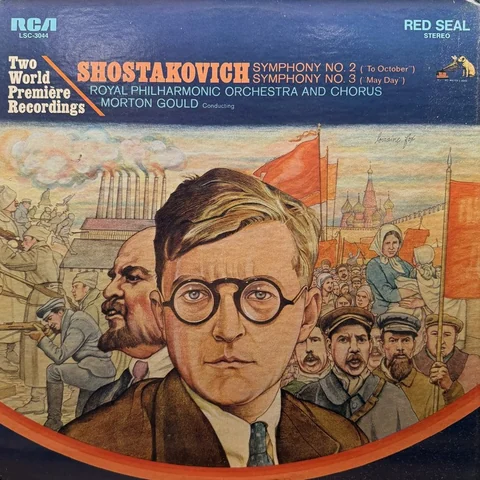 RCA
LSC-3044
RED SEAL
STEREO
Two
World
Première
Recordings
SHOSTAKOVICH
SYMPHONY NO. 2 ("To October")
SYMPHONY NO. 3 ("May Day")
ROYAL PHILHARMONIC ORCHESTRA AND CHORUS
MORTON GOULD Conducting